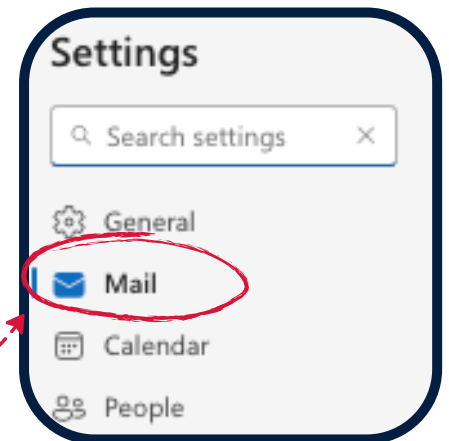 Settings
Search settings
General
Mail
Calendar
People